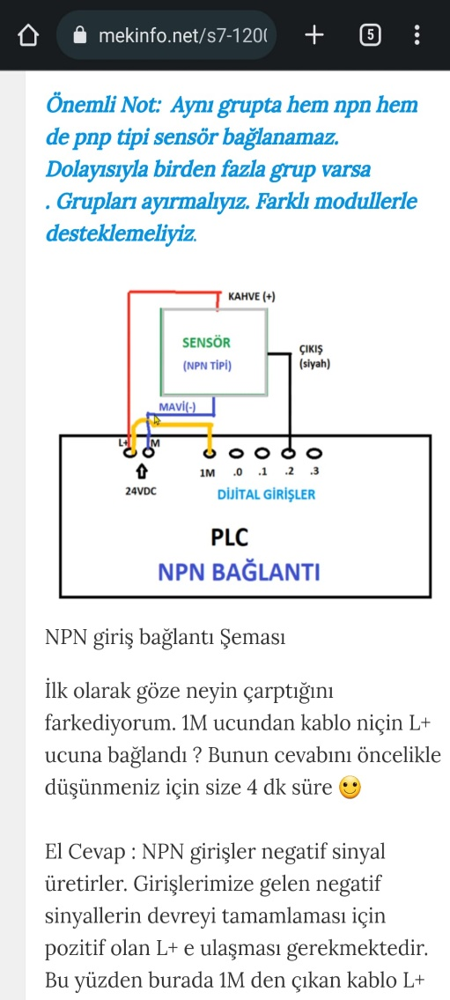 mekinfo.net/s7-120
5
Önemli Not: Aynı grupta hem npn hem
de pnp tipi sensör bağlanamaz.
Dolayısıyla birden fazla grup varsa
. Grupları ayırmalıyız. Farklı modullerle
desteklemeliyiz.
KAHVE (+)
SENSÖR
(NPN TİPİ)
ÇIKIŞ
(siyah)
MAVİ(-)
L+ M
24VDC
1M .0 .1 .2 .3
DİJİTAL GİRİŞLER
PLC
NPN BAĞLANTI
NPN giriş bağlantı Şeması
İlk olarak göze neyin çarptığını
farkediyorum. 1M ucundan kablo niçin L+
ucuna bağlandı ? Bunun cevabını öncelikle
düşünmeniz için size 4 dk süre 🙂
El Cevap : NPN girişler negatif sinyal
üretirler. Girişlerimize gelen negatif
sinyallerin devreyi tamamlaması için
pozitif olan L+ e ulaşması gerekmektedir.
Bu yüzden burada 1M den çıkan kablo L+